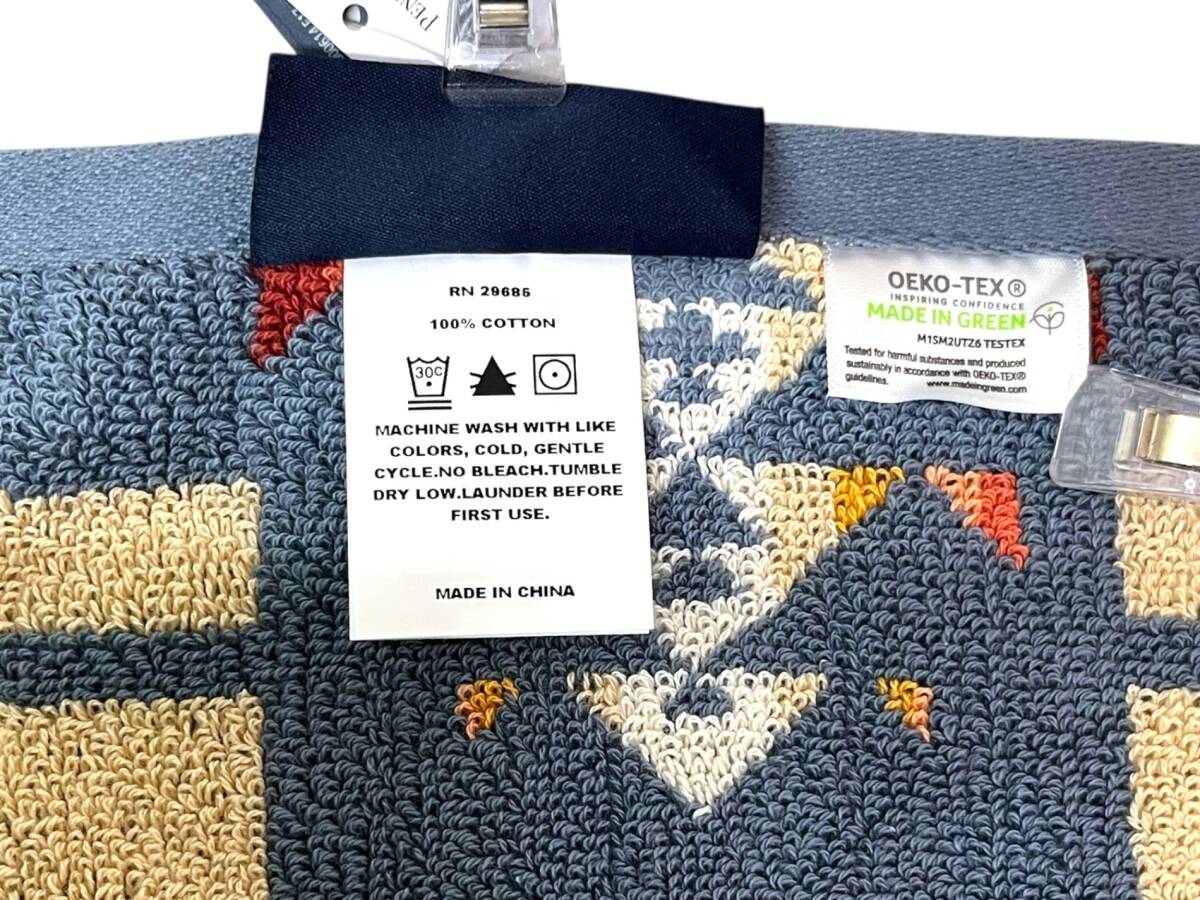 PEN
RN 29685
100% COTTON
30C
MACHINE WASH WITH LIKE
COLORS, COLD, GENTLE
CYCLE.NO BLEACH.TUMBLE
DRY LOW.LAUNDER BEFORE
FIRST USE.
MADE IN CHINA
OEKO-TEX®
INSPIRING CONFIDENCE
MADE IN GREEN
M1SM2UTZ6 TESTEX
Tested for harmful substances and produced
sustainably in accordance with OEKO-TEX®
guidelines. www.madeingreen.com